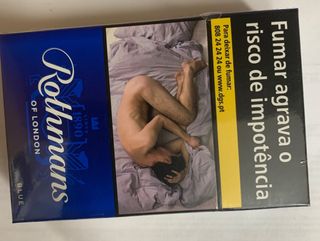 Rothmans
OF LONDON
BLUE
1890
Para deixar de fumar:
808 24 24 24 ou www.dgs.pt
Fumar agrava o
risco de impotência